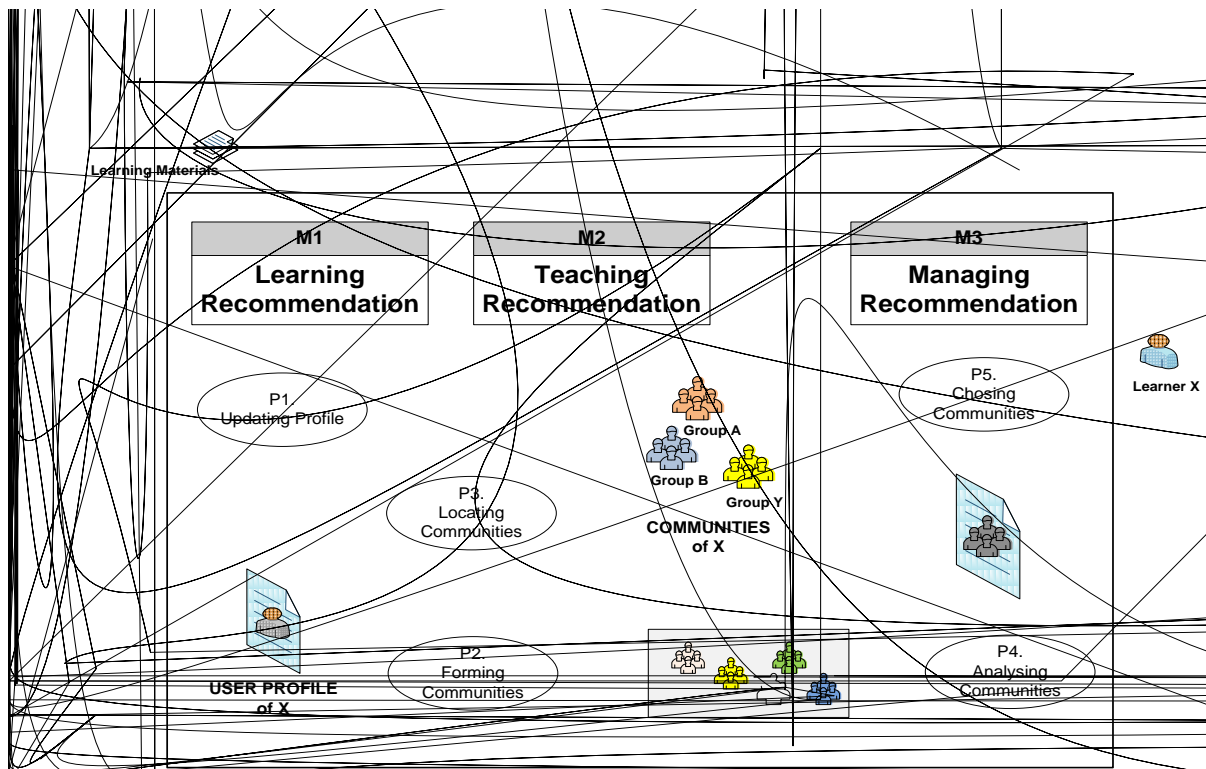 Learning Materials
M1
Learning
Recommendation
M2
Teaching
Recommendation
M3
Managing
Recommendation
Learner X
P1.
Updating Profile
P5.
Chosing
Communities
Group A
Group B
Group Y
COMMUNITIES
of X
P3.
Locating
Communities
USER PROFILE
of X
P2.
Forming
Communities
P4.
Analysing
Communities